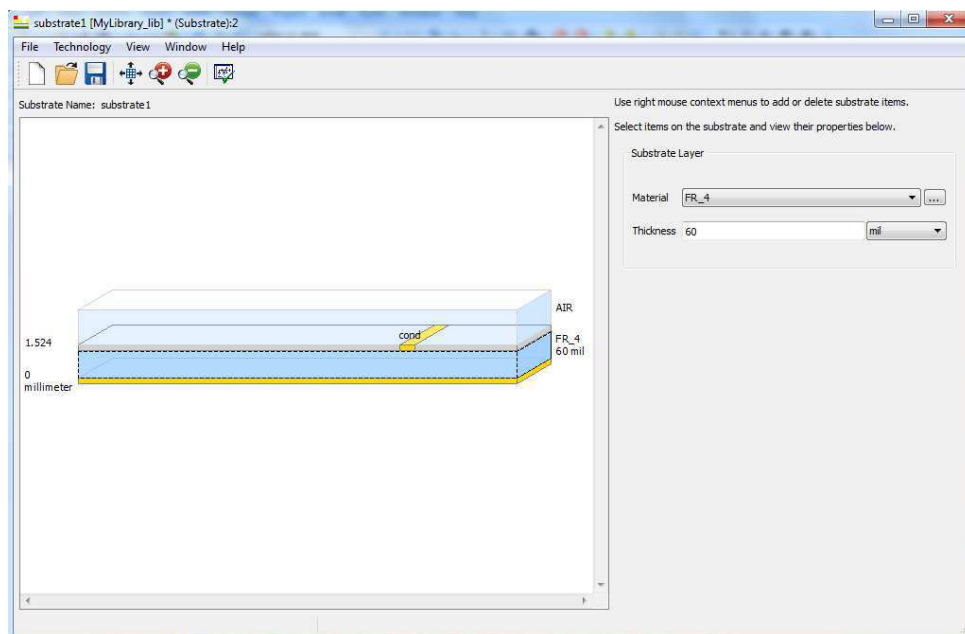 substrate1 [MyLibrary_lib] * (Substrate):2
File Technology View Window Help
Substrate Name: substrate1
Use right mouse context menus to add or delete substrate items.
Select items on the substrate and view their properties below.
Substrate Layer
Material FR_4 ...
Thickness 60 mil
AIR
cond
1.524
FR_4
60 mil
0
millimeter